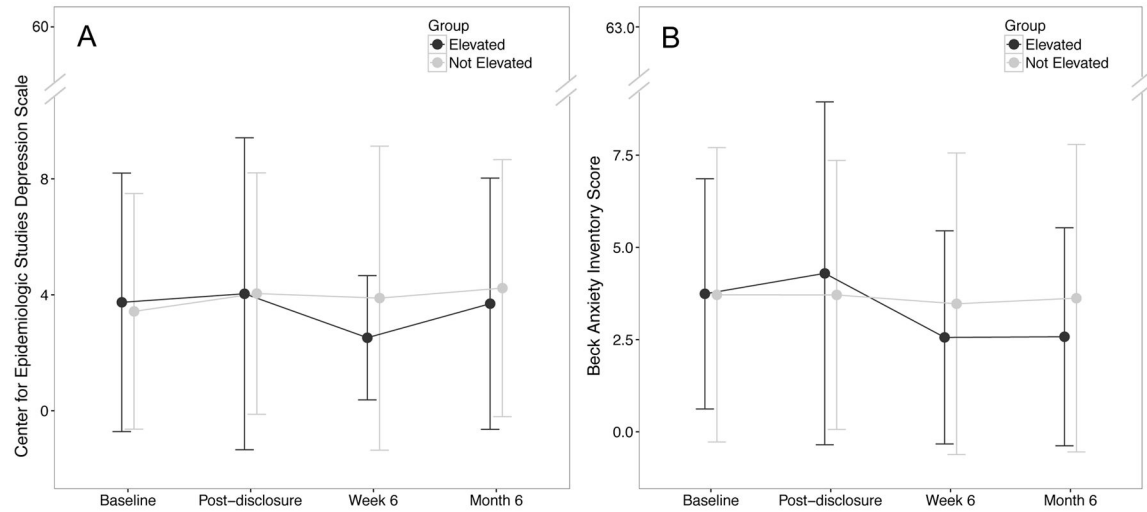 A
Group
Elevated
Not Elevated
Center for Epidemiologic Studies Depression Scale
60
8
4
0
Baseline
Post−disclosure
Week 6
Month 6
B
Group
Elevated
Not Elevated
Beck Anxiety Inventory Score
63.0
7.5
5.0
2.5
0.0
Baseline
Post−disclosure
Week 6
Month 6